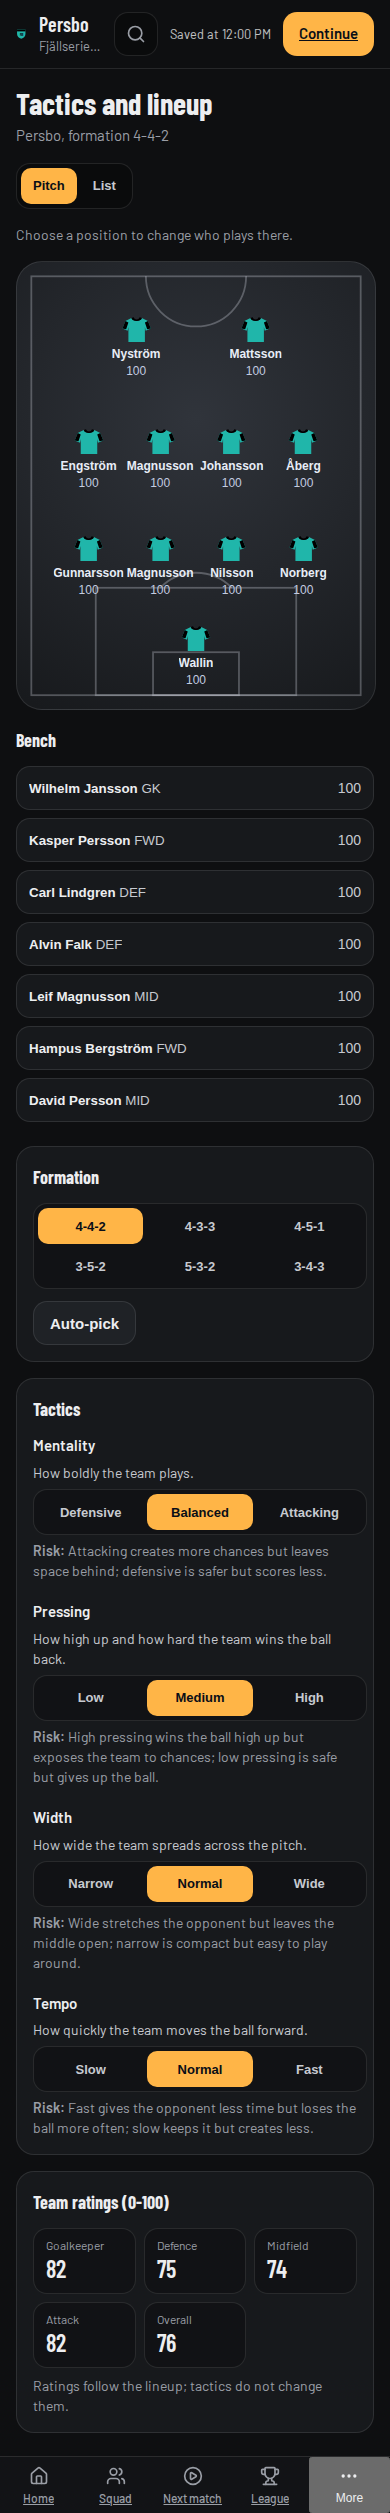 Persbo
Fjällserie...
Saved at 12:00 PM
Continue
Tactics and lineup
Persbo, formation 4-4-2
Pitch List
Choose a position to change who plays there.
Nyström Mattsson
100 100
Engström Magnusson Johansson Åberg
100 100 100 100
Gunnarsson Magnusson Nilsson Norberg
100 100 100 100
Wallin
100
Bench
Wilhelm Jansson GK 100
Kasper Persson FWD 100
Carl Lindgren DEF 100
Alvin Falk DEF 100
Leif Magnusson MID 100
Hampus Bergström FWD 100
David Persson MID 100
Formation
4-4-2 4-3-3 4-5-1
3-5-2 5-3-2 3-4-3
Auto-pick
Tactics
Mentality
How boldly the team plays.
Defensive Balanced Attacking
Risk: Attacking creates more chances but leaves
space behind; defensive is safer but scores less.
Pressing
How high up and how hard the team wins the ball
back.
Low Medium High
Risk: High pressing wins the ball high up but
exposes the team to chances; low pressing is safe
but gives up the ball.
Width
How wide the team spreads across the pitch.
Narrow Normal Wide
Risk: Wide stretches the opponent but leaves the
middle open; narrow is compact but easy to play
around.
Tempo
How quickly the team moves the ball forward.
Slow Normal Fast
Risk: Fast gives the opponent less time but loses the
ball more often; slow keeps it but creates less.
Team ratings (0-100)
Goalkeeper Defence Midfield
82 75 74
Attack Overall
82 76
Ratings follow the lineup; tactics do not change
them.
Home Squad Next match League More